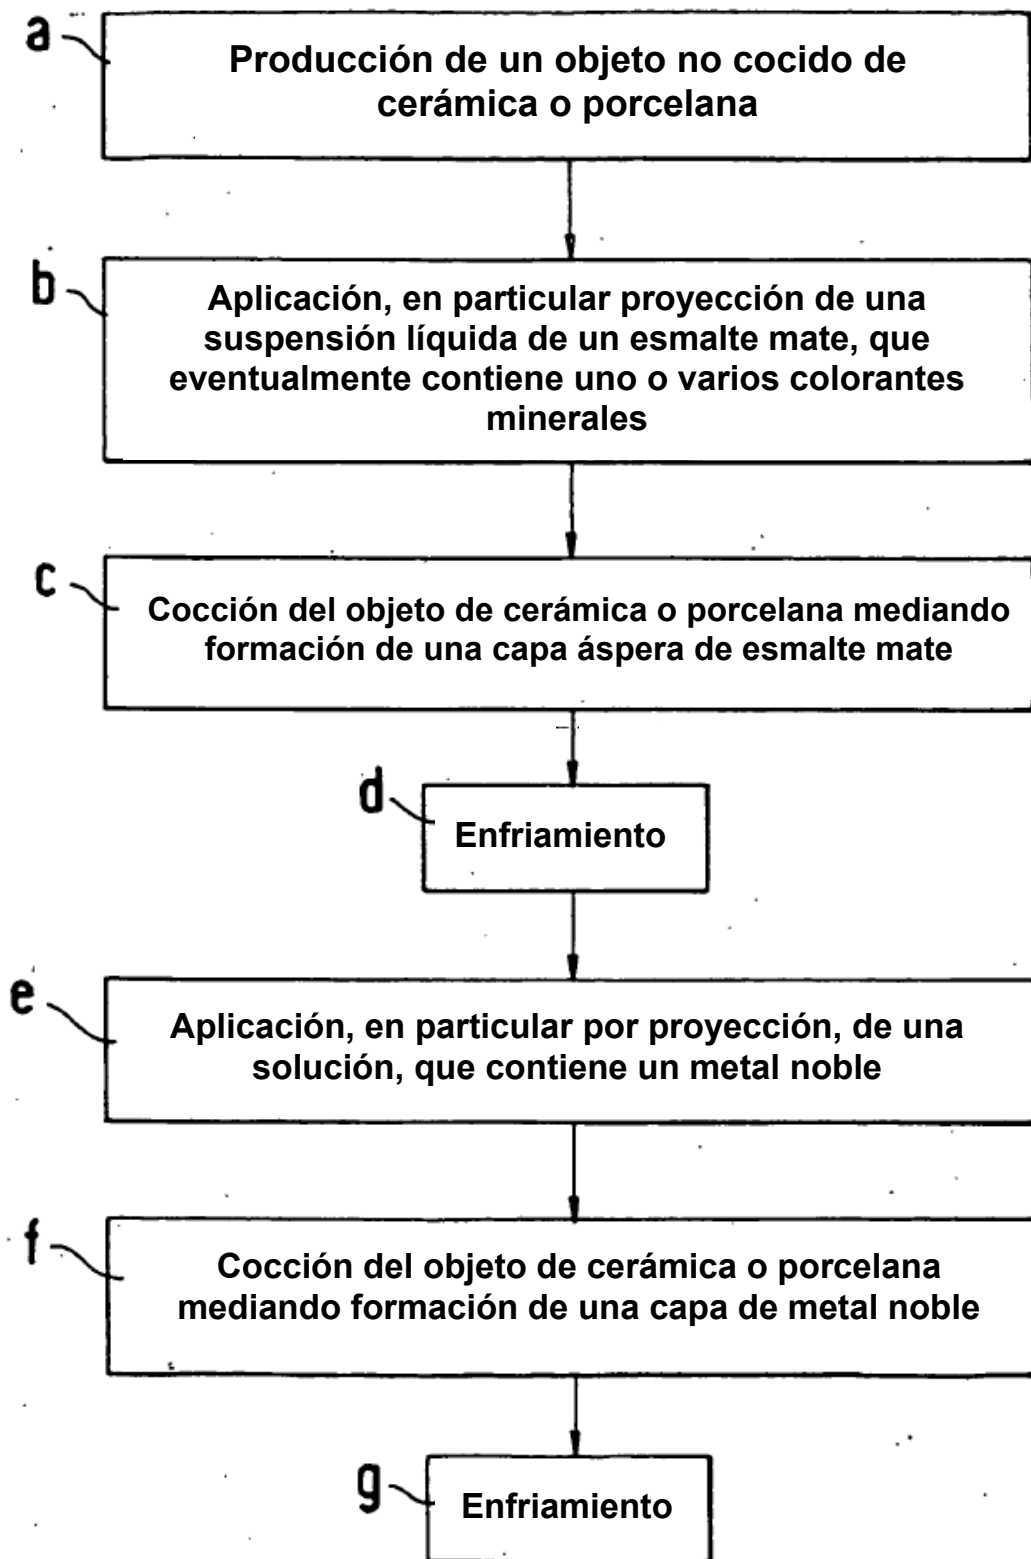 a
Producción de un objeto no cocido de
cerámica o porcelana
b
Aplicación, en particular proyección de una
suspensión líquida de un esmalte mate, que
eventualmente contiene uno o varios colorantes
minerales
c
Cocción del objeto de cerámica o porcelana mediando
formación de una capa áspera de esmalte mate
d
Enfriamiento
e
Aplicación, en particular por proyección, de una
solución, que contiene un metal noble
f
Cocción del objeto de cerámica o porcelana
mediando formación de una capa de metal noble
g
Enfriamiento